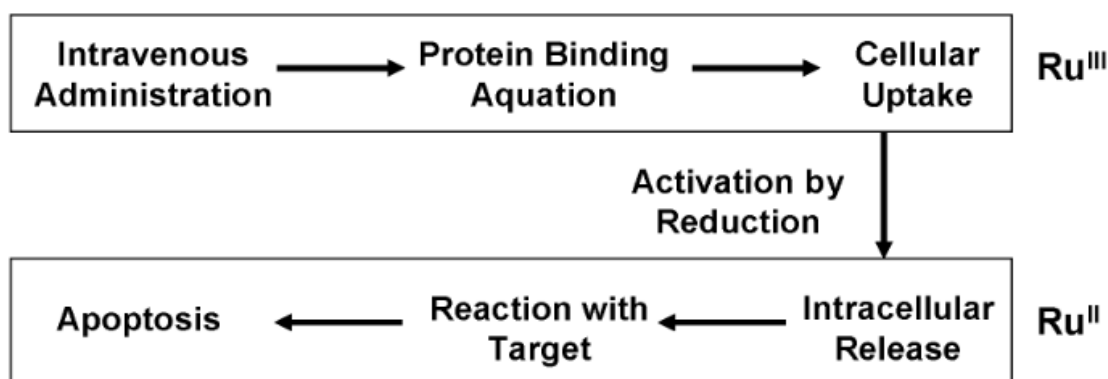 Intravenous
Administration
Protein Binding
Aquation
Cellular
Uptake
Ru^III
Activation by
Reduction
Apoptosis
Reaction with
Target
Intracellular
Release
Ru^II